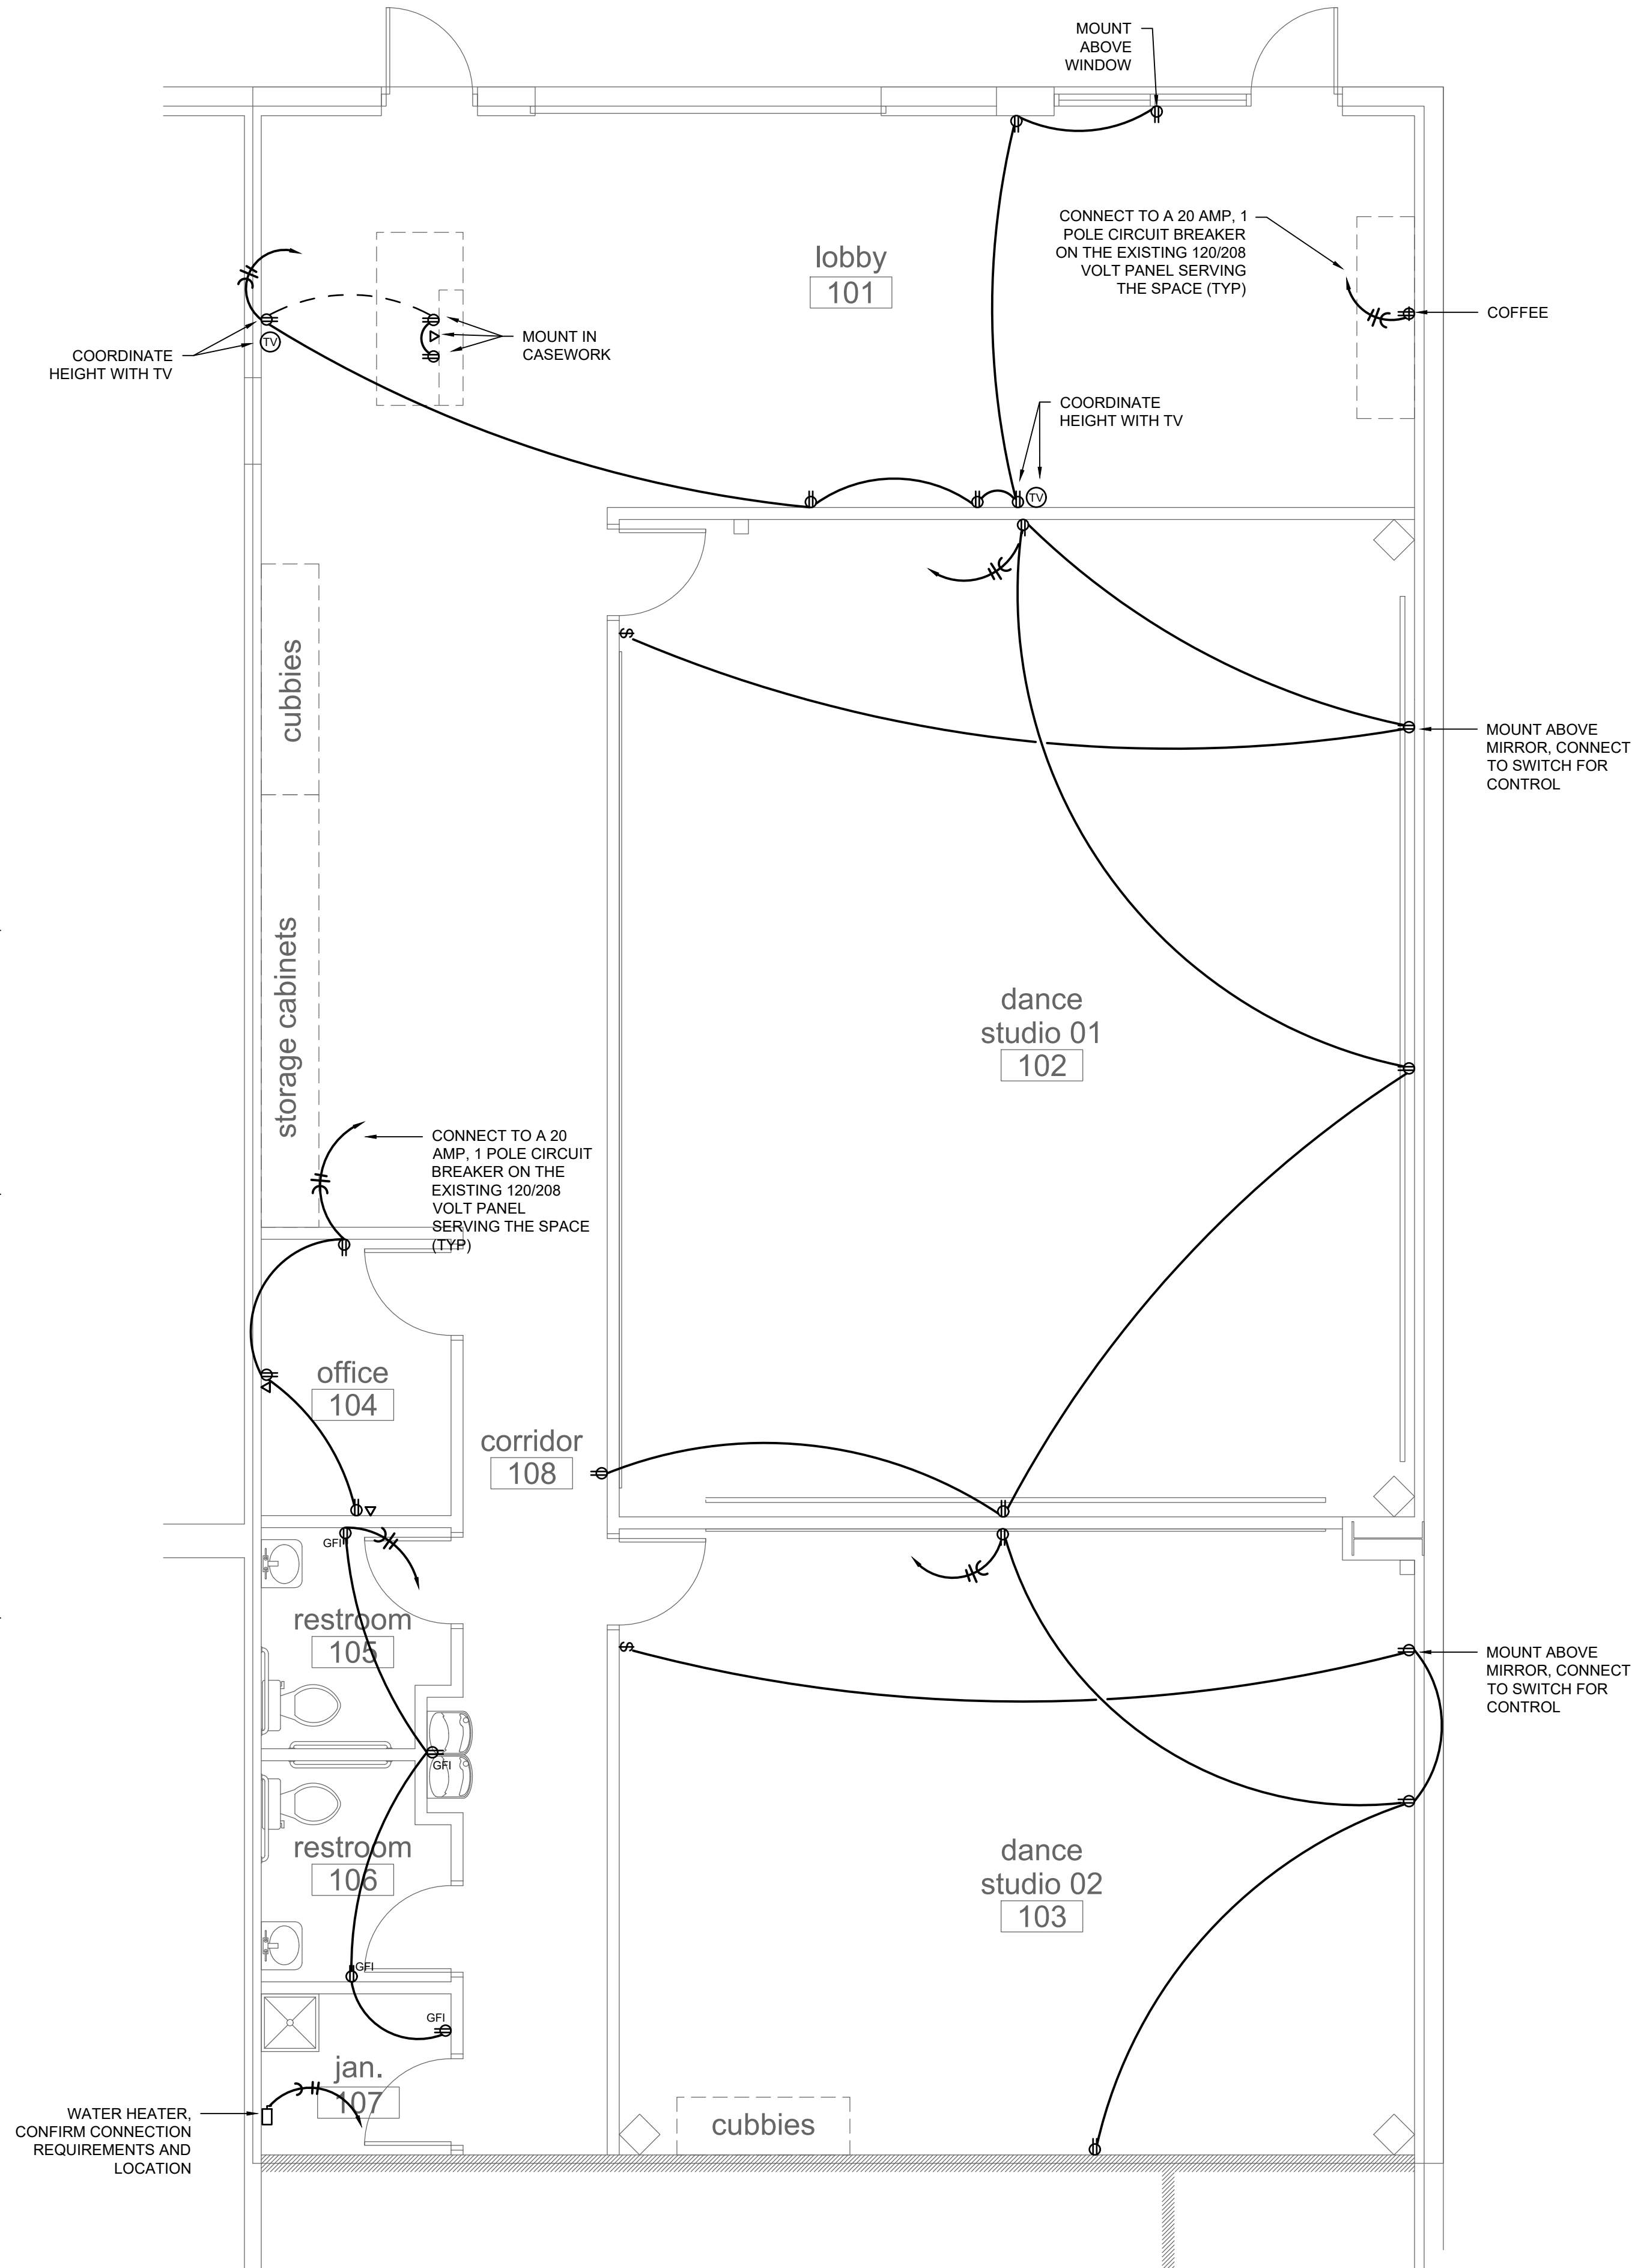 MOUNT
ABOVE
WINDOW
CONNECT TO A 20 AMP, 1
POLE CIRCUIT BREAKER
ON THE EXISTING 120/208
VOLT PANEL SERVING
THE SPACE (TYP)
lobby
101
COFFEE
MOUNT IN
CASEWORK
TV
COORDINATE
HEIGHT WITH TV
COORDINATE
HEIGHT WITH TV
TV
$
cubbies
MOUNT ABOVE
MIRROR, CONNECT
TO SWITCH FOR
CONTROL
storage cabinets
dance
studio 01
102
CONNECT TO A 20
AMP, 1 POLE CIRCUIT
BREAKER ON THE
EXISTING 120/208
VOLT PANEL
SERVING THE SPACE
(TYP)
office
104
corridor
108
GFI
restroom
105
$
MOUNT ABOVE
MIRROR, CONNECT
TO SWITCH FOR
CONTROL
GFI
restroom
106
dance
studio 02
103
GFI
GFI
jan.
107
WATER HEATER,
CONFIRM CONNECTION
REQUIREMENTS AND
LOCATION
cubbies